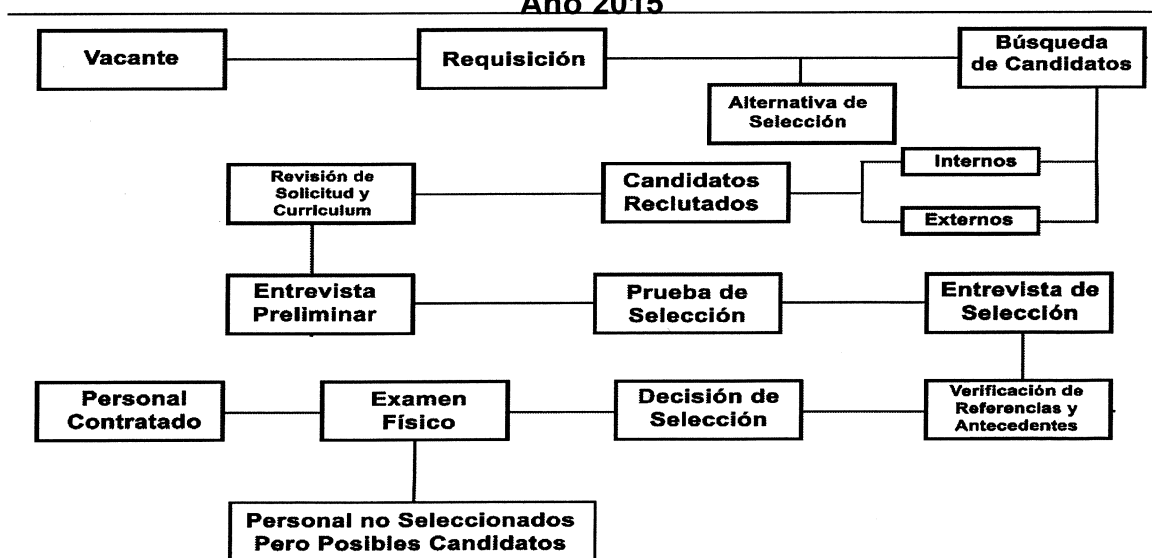 Año 2015
Vacante
Requisición
Búsqueda
de Candidatos
Alternativa de
Selección
Internos
Externos
Candidatos
Reclutados
Revisión de
Solicitud y
Curriculum
Entrevista
Preliminar
Prueba de
Selección
Entrevista de
Selección
Verificación de
Referencias y
Antecedentes
Decisión de
Selección
Examen
Físico
Personal
Contratado
Personal no Seleccionados
Pero Posibles Candidatos